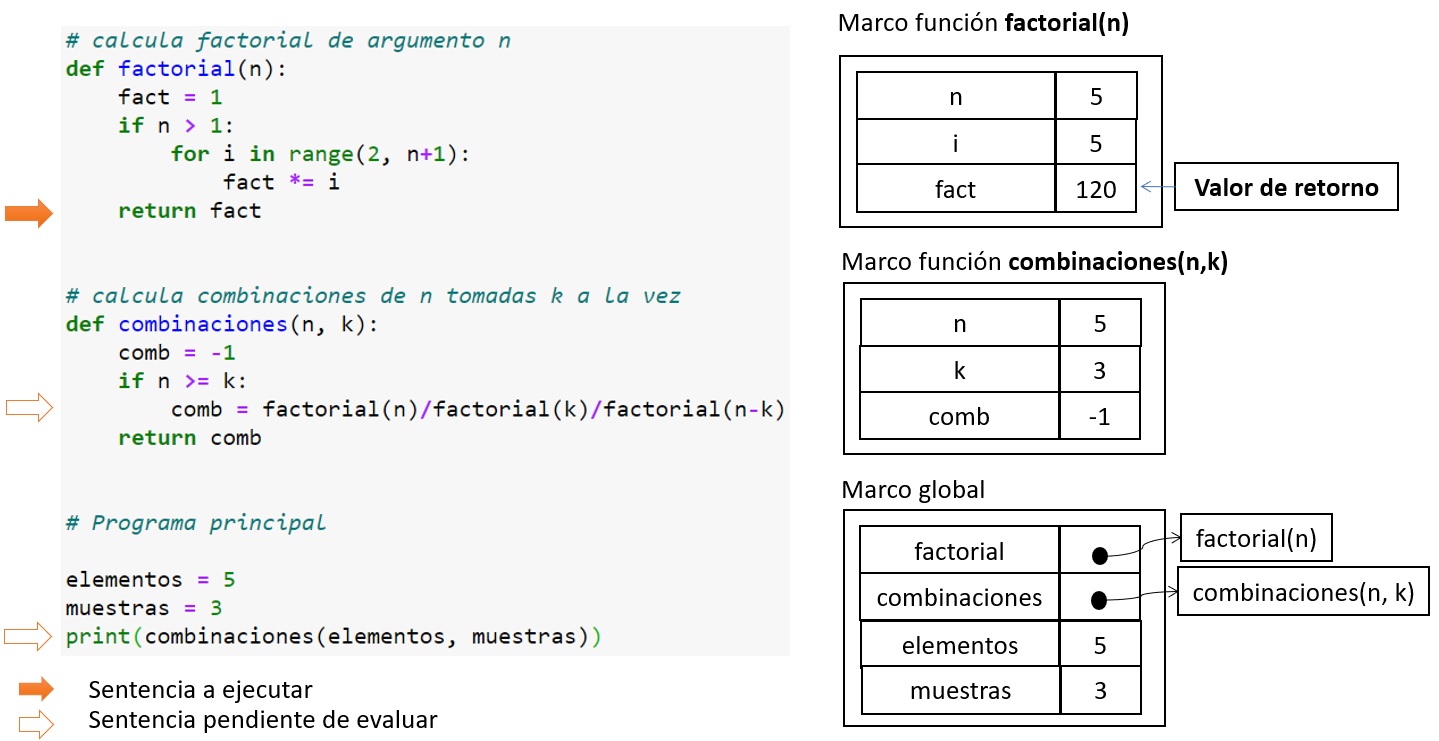 # calcula factorial de argumento n
def factorial(n):
    fact = 1
    if n > 1:
        for i in range(2, n+1):
            fact *= i
    return fact
# calcula combinaciones de n tomadas k a la vez
def combinaciones(n, k):
    comb = -1
    if n >= k:
        comb = factorial(n)/factorial(k)/factorial(n-k)
    return comb
# Programa principal
elementos = 5
muestras = 3
print(combinaciones(elementos, muestras))
Sentencia a ejecutar
Sentencia pendiente de evaluar
Marco función factorial(n)
n 5
i 5
fact 120
Valor de retorno
Marco función combinaciones(n,k)
n 5
k 3
comb -1
Marco global
factorial
factorial(n)
combinaciones
combinaciones(n, k)
elementos 5
muestras 3